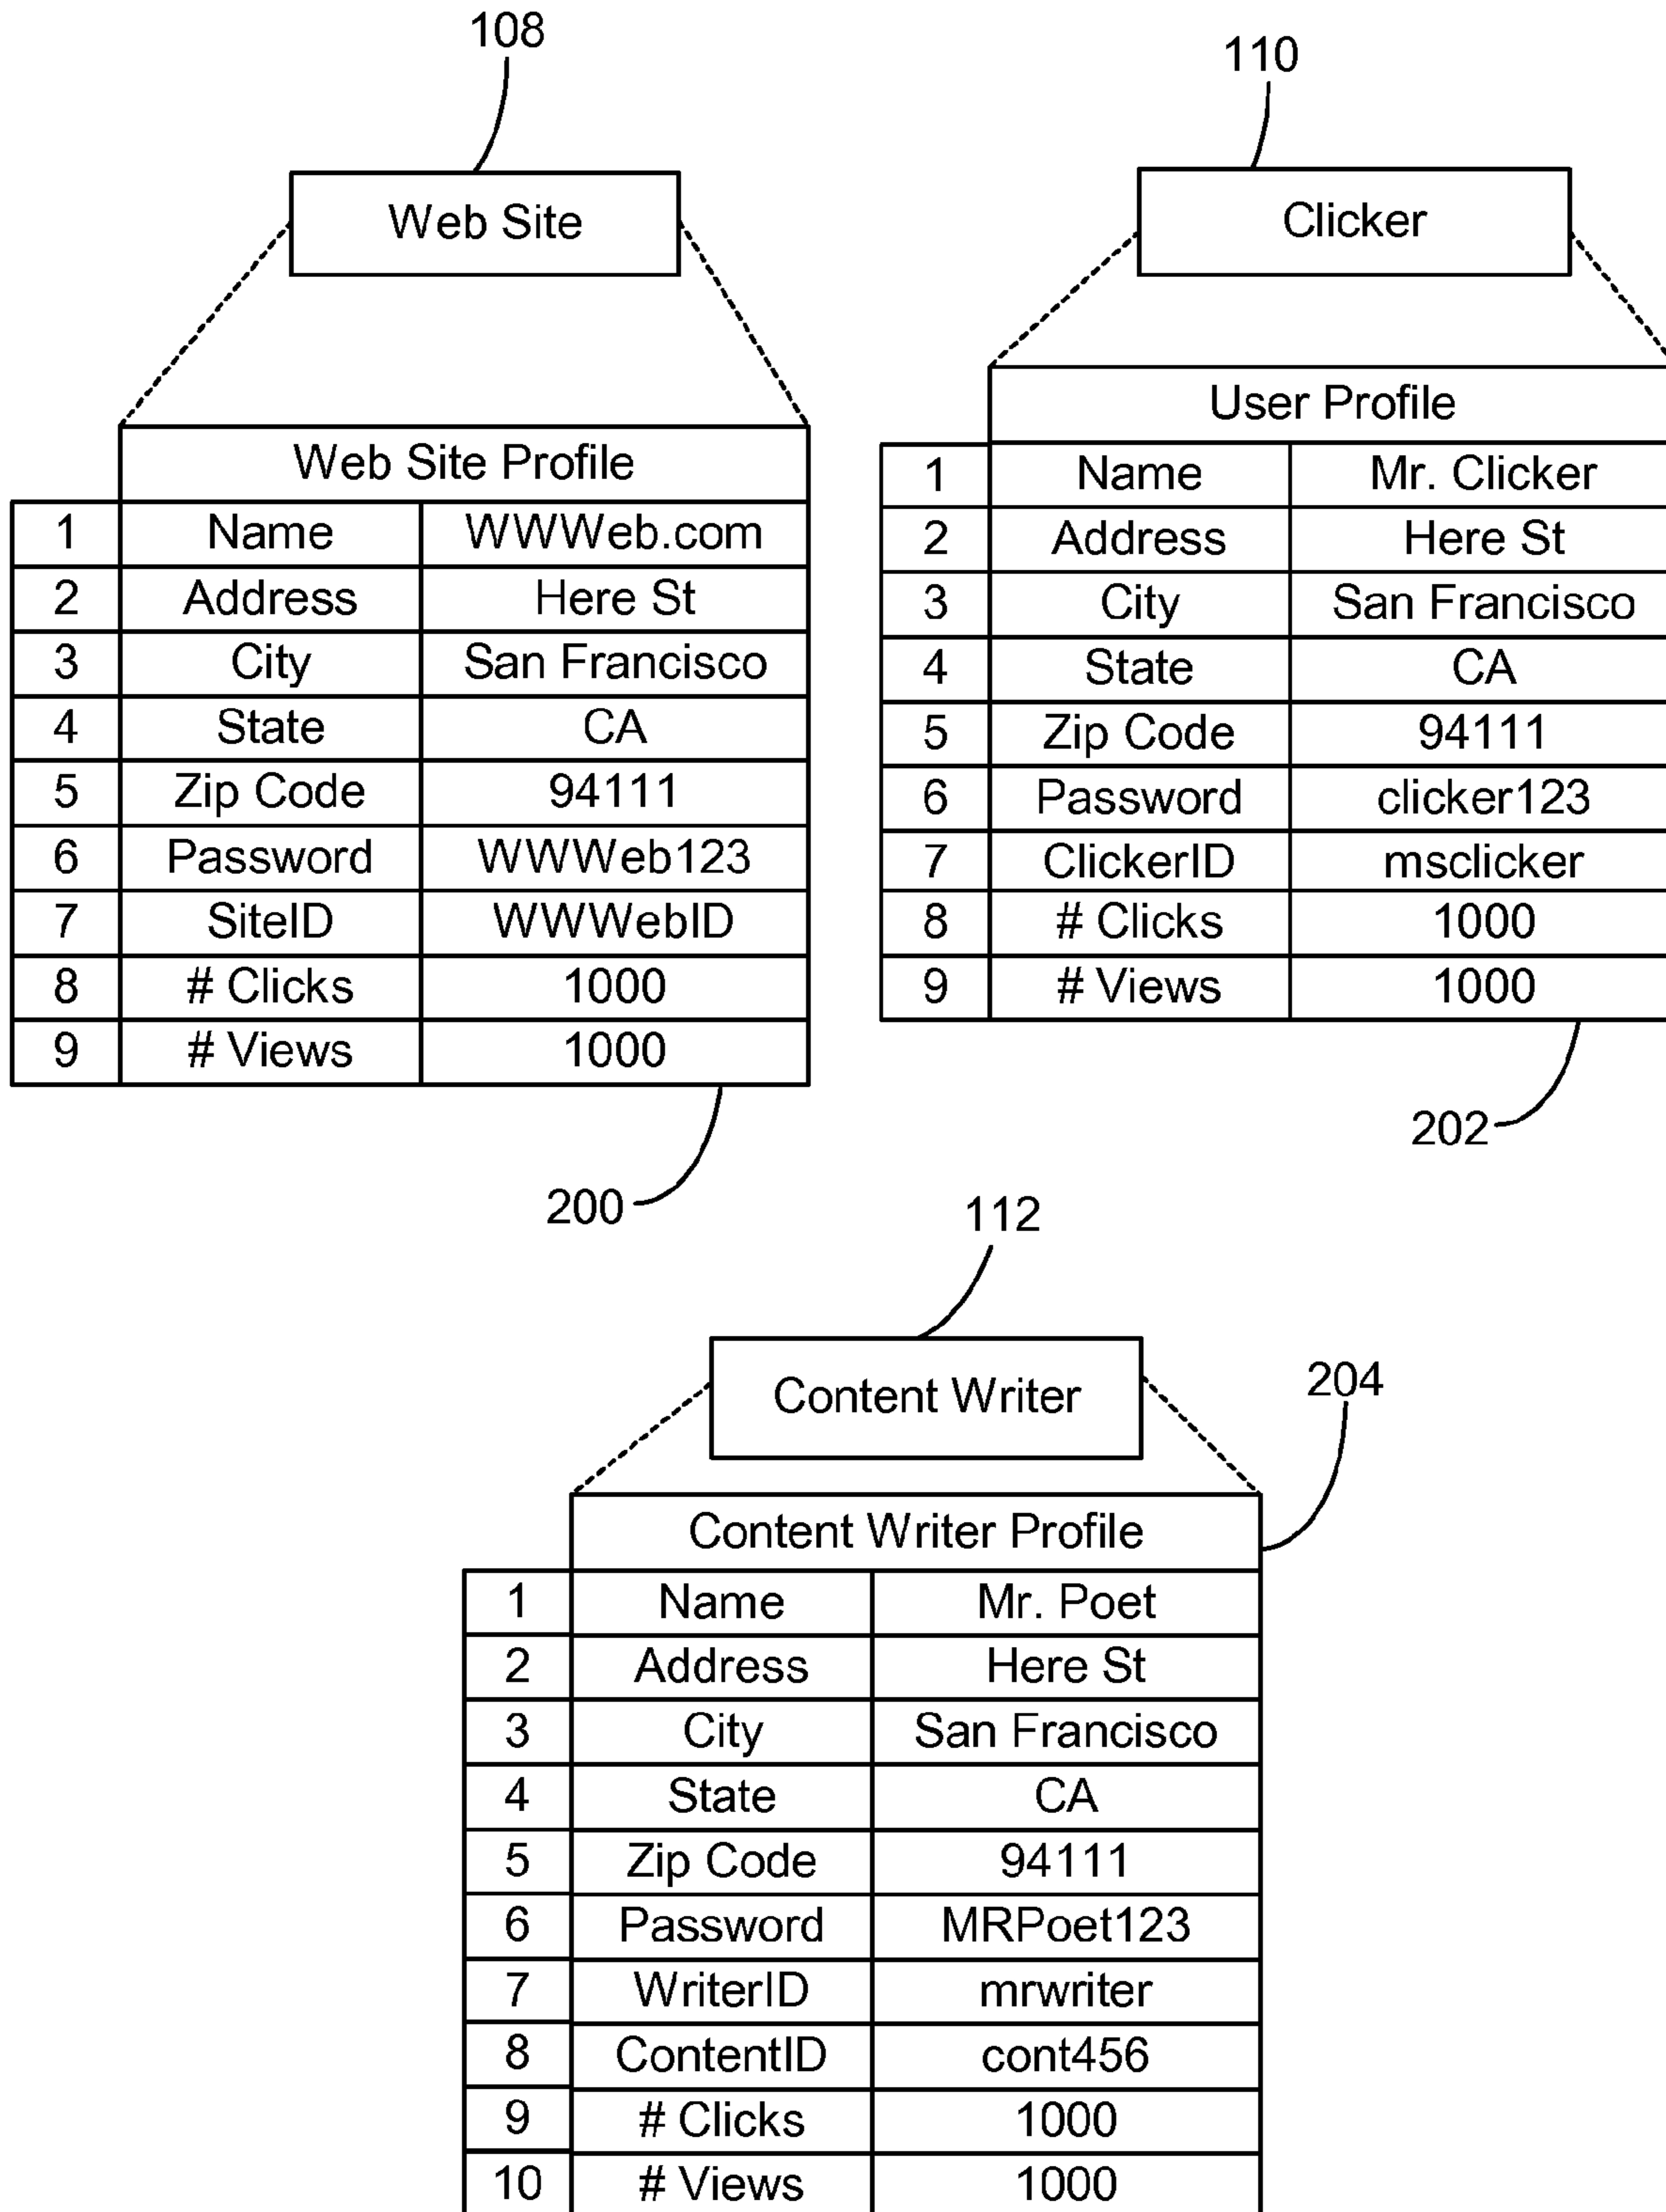 108
Web Site
Web Site Profile
1 Name WWWeb.com
2 Address Here St
3 City San Francisco
4 State CA
5 Zip Code 94111
6 Password WWWeb123
7 SiteID WWWebID
8 # Clicks 1000
9 # Views 1000
200
110
Clicker
User Profile
1 Name Mr. Clicker
2 Address Here St
3 City San Francisco
4 State CA
5 Zip Code 94111
6 Password clicker123
7 ClickerID msclicker
8 # Clicks 1000
9 # Views 1000
202
112
Content Writer
204
Content Writer Profile
1 Name Mr. Poet
2 Address Here St
3 City San Francisco
4 State CA
5 Zip Code 94111
6 Password MRPoet123
7 WriterID mrwriter
8 ContentID cont456
9 # Clicks 1000
10 # Views 1000